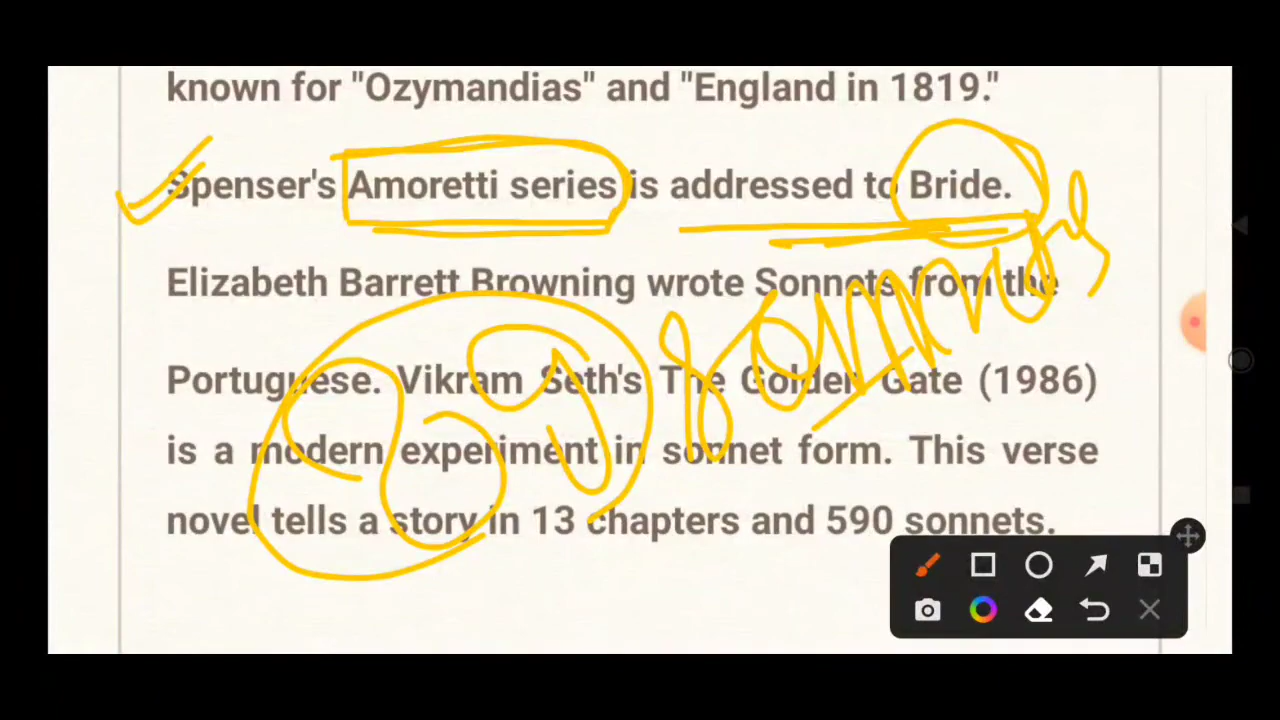 known for "Ozymandias" and "England in 1819."
Spenser's Amoretti series is addressed to Bride.
Elizabeth Barrett Browning wrote Sonnets from the
Portuguese. Vikram Seth's The Golden Gate (1986)
is a modern experiment in sonnet form. This verse
novel tells a story in 13 chapters and 590 sonnets.
89 sonnets